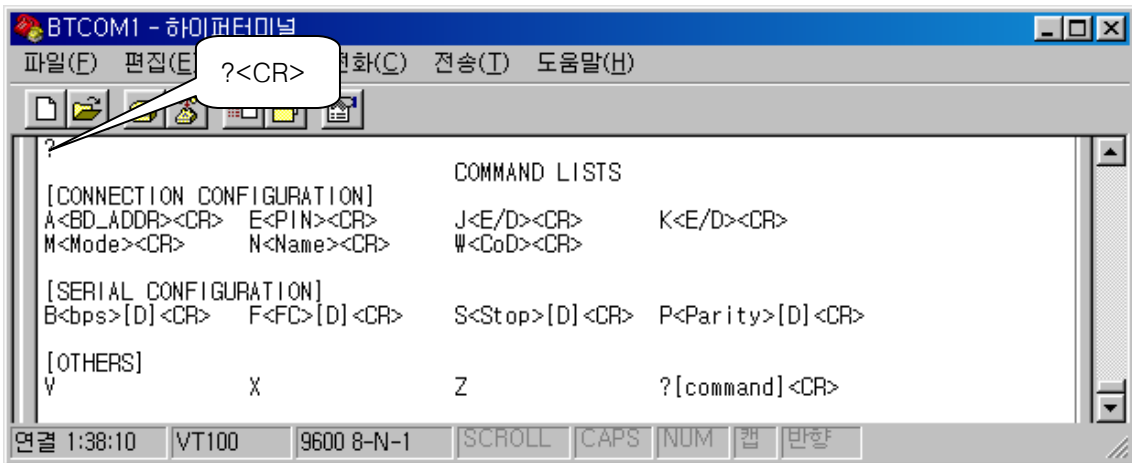 BTCOM1 - 하이퍼터미널
파일(F) 편집(E) 전화(C) 전송(T) 도움말(H)
?<CR>
?
COMMAND LISTS
[CONNECTION CONFIGURATION]
A<BD_ADDR><CR> E<PIN><CR> J<E/D><CR> K<E/D><CR>
M<Mode><CR> N<Name><CR> W<CoD><CR>
[SERIAL CONFIGURATION]
B<bps>[D]<CR> F<FC>[D]<CR> S<Stop>[D]<CR> P<Parity>[D]<CR>
[OTHERS]
V X Z ?[command]<CR>
연결 1:38:10 VT100 9600 8-N-1 SCROLL CAPS NUM 캡 반향